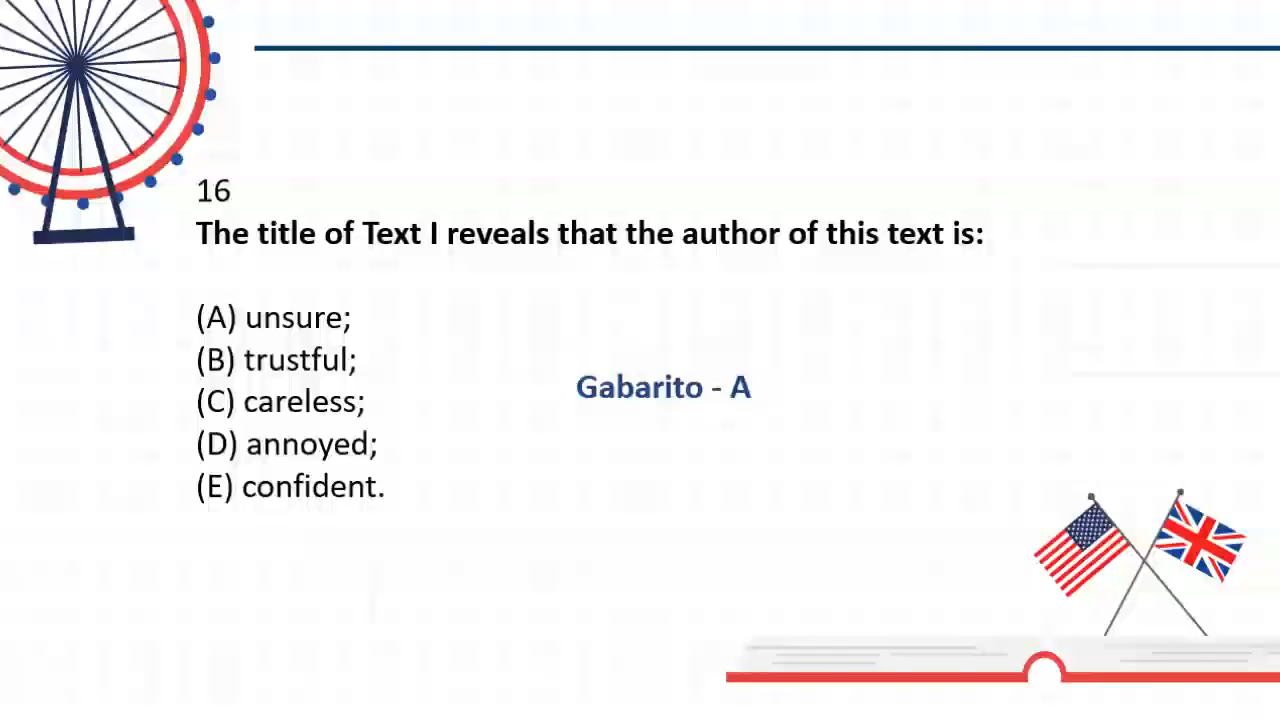 16
The title of Text I reveals that the author of this text is:
(A) unsure;
(B) trustful;
Gabarito - A
(C) careless;
(D) annoyed;
(E) confident.